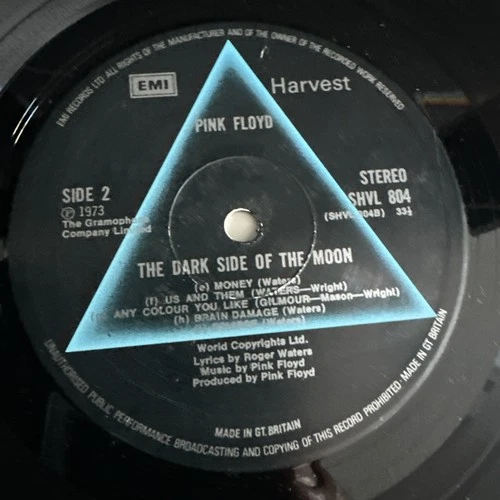 EMI RECORDS LTD. ALL RIGHTS OF THE MANUFACTURER AND OF THE OWNER OF THE RECORDED WORK RESERVED
EMI
Harvest
PINK FLOYD
SIDE 2
℗ 1973
The Gramophone
Company Limited
STEREO
SHVL 804
(SHVL 804B) 33⅓
THE DARK SIDE OF THE MOON
(e) MONEY (Waters)
(f) US AND THEM (WATERS—Wright)
ANY COLOUR YOU LIKE (GILMOUR—Mason—Wright)
(h) BRAIN DAMAGE (Waters)
World Copyrights Ltd.
Lyrics by Roger Waters
Music by Pink Floyd
Produced by Pink Floyd
MADE IN GT. BRITAIN
UNAUTHORISED PUBLIC PERFORMANCE BROADCASTING AND COPYING OF THIS RECORD PROHIBITED · MADE IN GT. BRITAIN